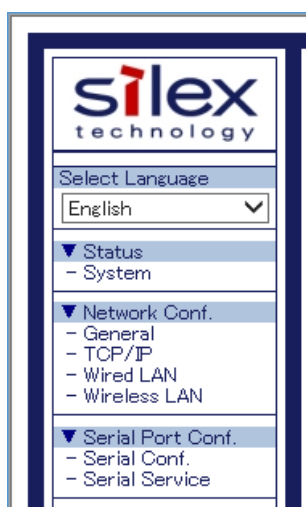 silex
technology
Select Language
English
▼ Status
- System
▼ Network Conf.
- General
- TCP/IP
- Wired LAN
- Wireless LAN
▼ Serial Port Conf.
- Serial Conf.
- Serial Service